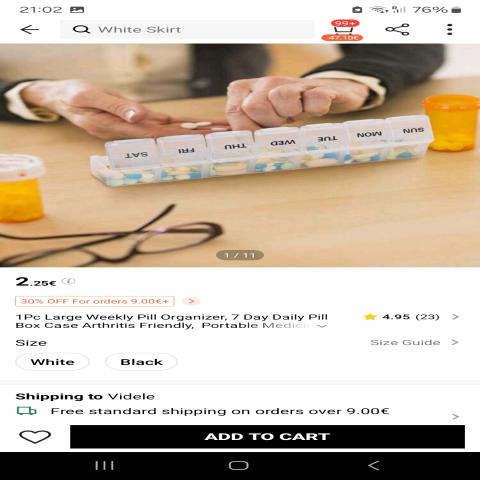 21:02 76%
White Skirt
99+
-47.10€
SAT FRI THU WED TUE MON SUN
1/11
2.25€
30% OFF For orders 9.00€+ >
1Pc Large Weekly Pill Organizer, 7 Day Daily Pill
Box Case Arthritis Friendly, Portable Medici
4.95 (23) >
Size
Size Guide >
White Black
Shipping to Videle
Free standard shipping on orders over 9.00€ >
ADD TO CART